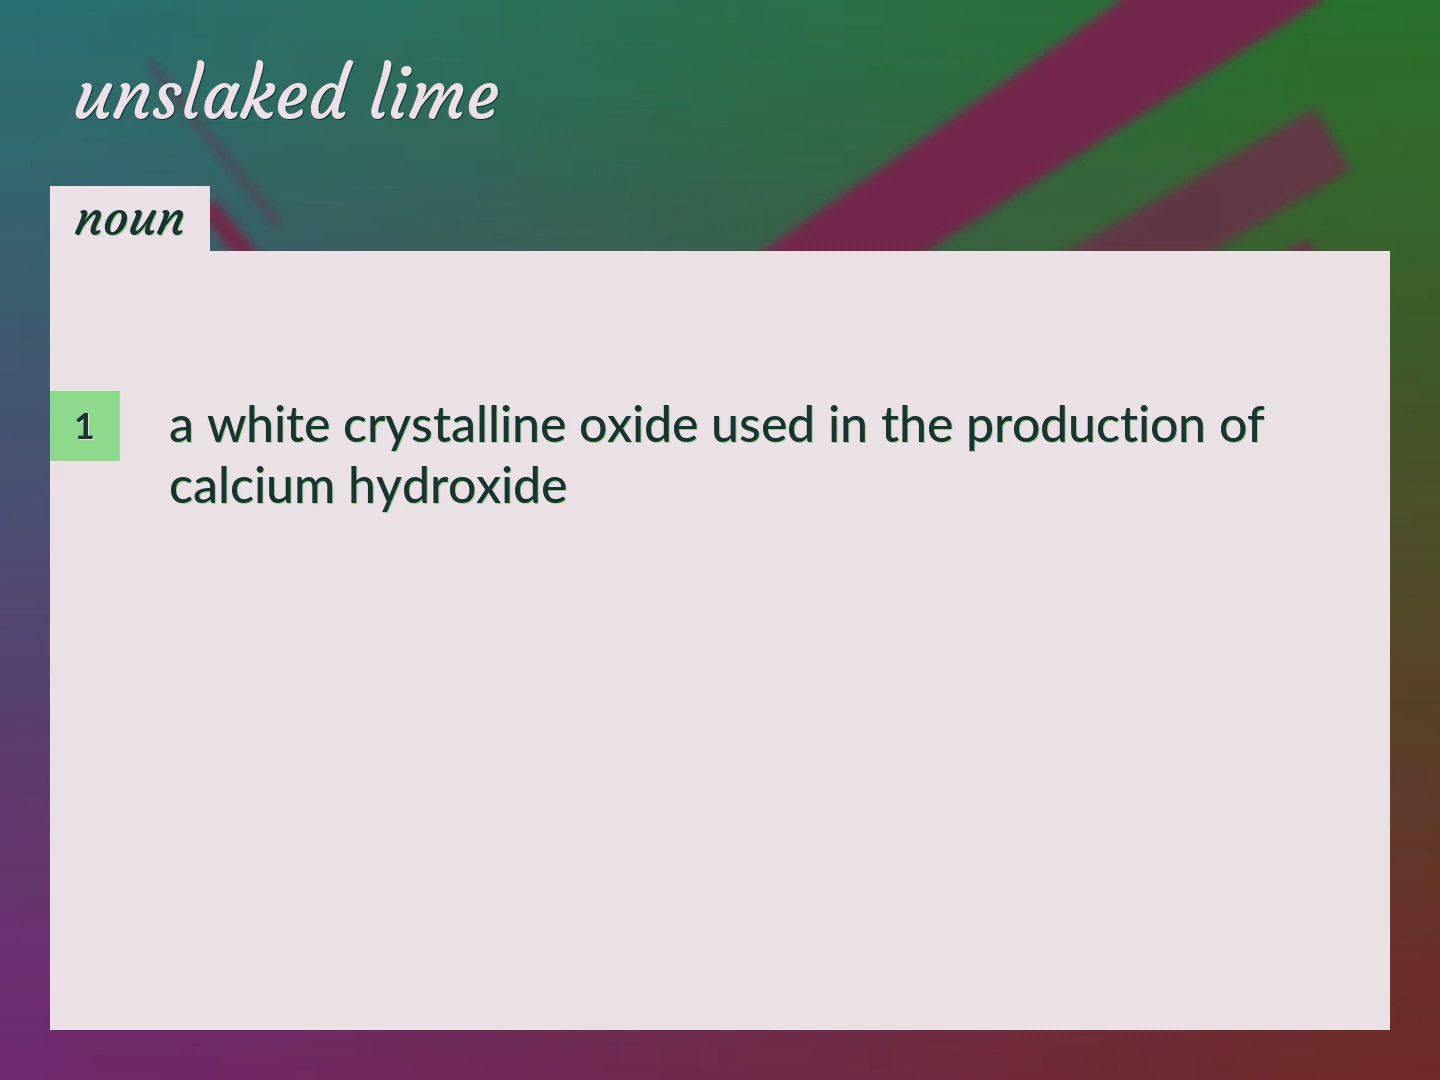 unslaked lime
noun
1
a white crystalline oxide used in the production of
calcium hydroxide